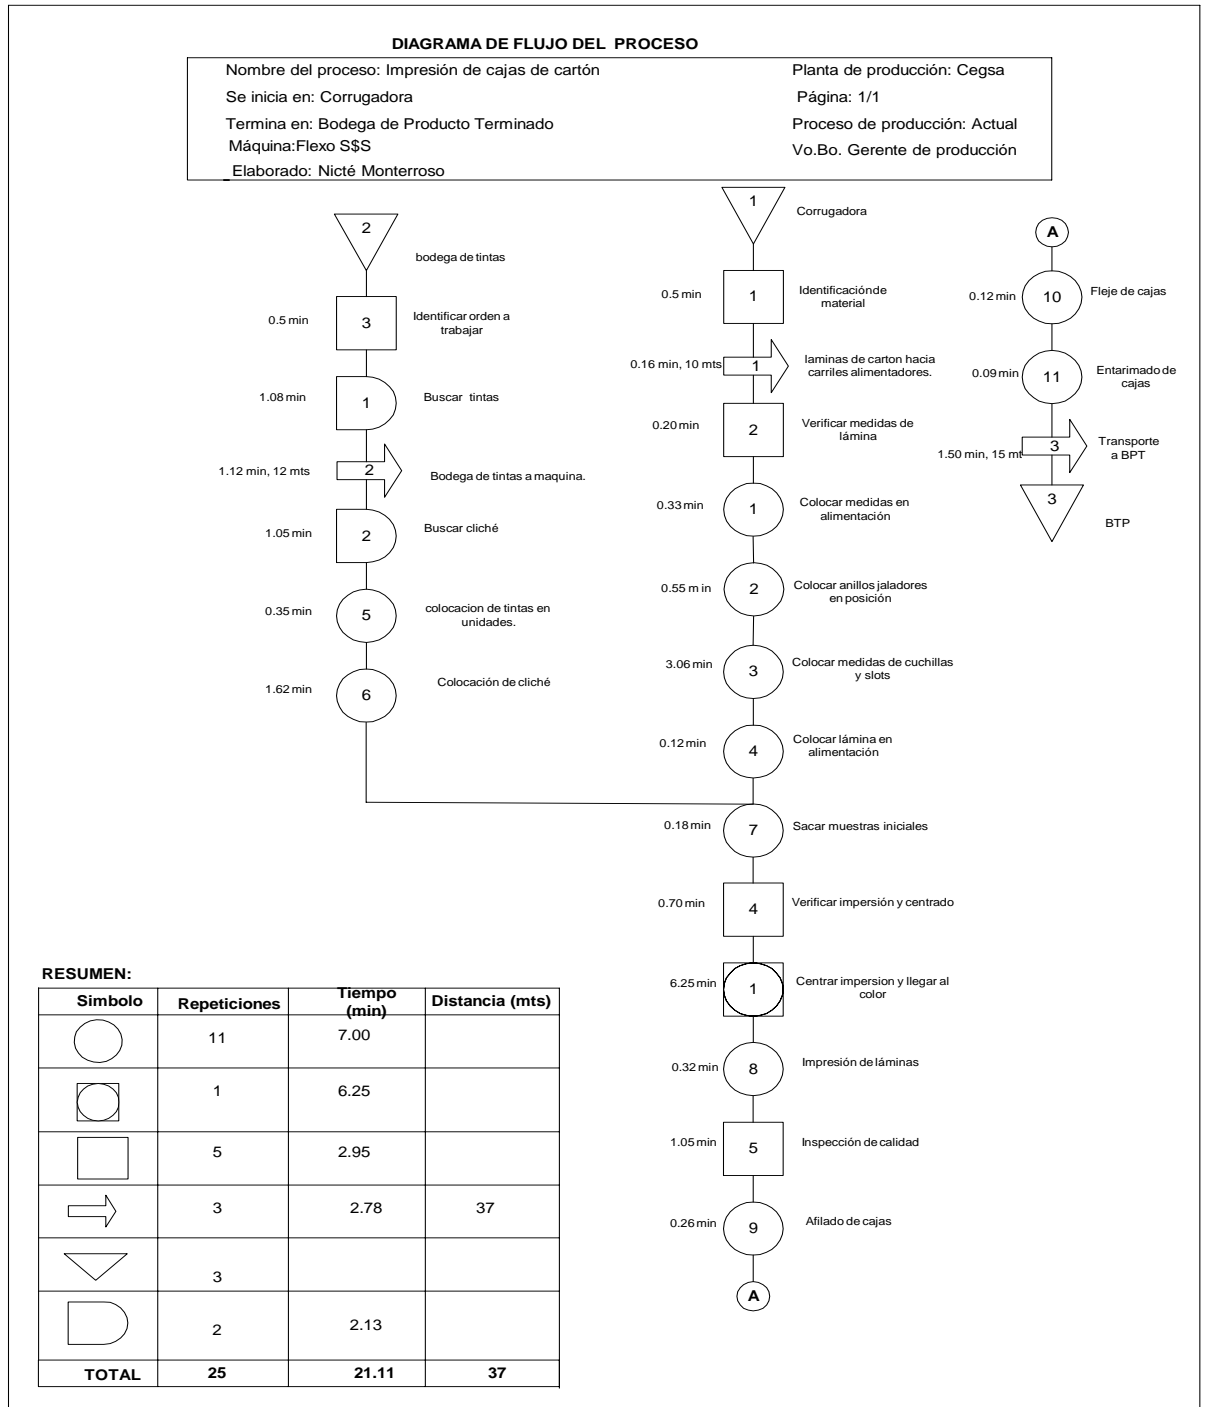 DIAGRAMA DE FLUJO DEL PROCESO
Nombre del proceso: Impresión de cajas de cartón
Planta de producción: Cegsa
Se inicia en: Corrugadora
Página: 1/1
Termina en: Bodega de Producto Terminado
Proceso de producción: Actual
Máquina:Flexo S$S
Vo.Bo. Gerente de producción
Elaborado: Nicté Monterroso
2
bodega de tintas
0.5 min
3
Identificar orden a
trabajar
1.08 min
1
Buscar tintas
1.12 min, 12 mts
2
Bodega de tintas a maquina.
1.05 min
2
Buscar cliché
0.35 min
5
colocacion de tintas en
unidades.
1.62 min
6
Colocación de cliché
1
Corrugadora
0.5 min
1
Identificación de
material
0.16 min, 10 mts
1
laminas de carton hacia
carriles alimentadores.
0.20 min
2
Verificar medidas de
lámina
0.33 min
1
Colocar medidas en
alimentación
0.55 min
2
Colocar anillos jaladores
en posición
3.06 min
3
Colocar medidas de cuchillas
y slots
0.12 min
4
Colocar lámina en
alimentación
0.18 min
7
Sacar muestras iniciales
0.70 min
4
Verificar impersión y centrado
6.25 min
1
Centrar impersion y llegar al
color
0.32 min
8
Impresión de láminas
1.05 min
5
Inspección de calidad
0.26 min
9
Afilado de cajas
A
A
0.12 min
10
Fleje de cajas
0.09 min
11
Entarimado de
cajas
1.50 min, 15 mt
3
Transporte
a BPT
3
BTP
RESUMEN:
Simbolo Repeticiones Tiempo (min) Distancia (mts)
11 7.00
1 6.25
5 2.95
3 2.78 37
3
2 2.13
TOTAL 25 21.11 37